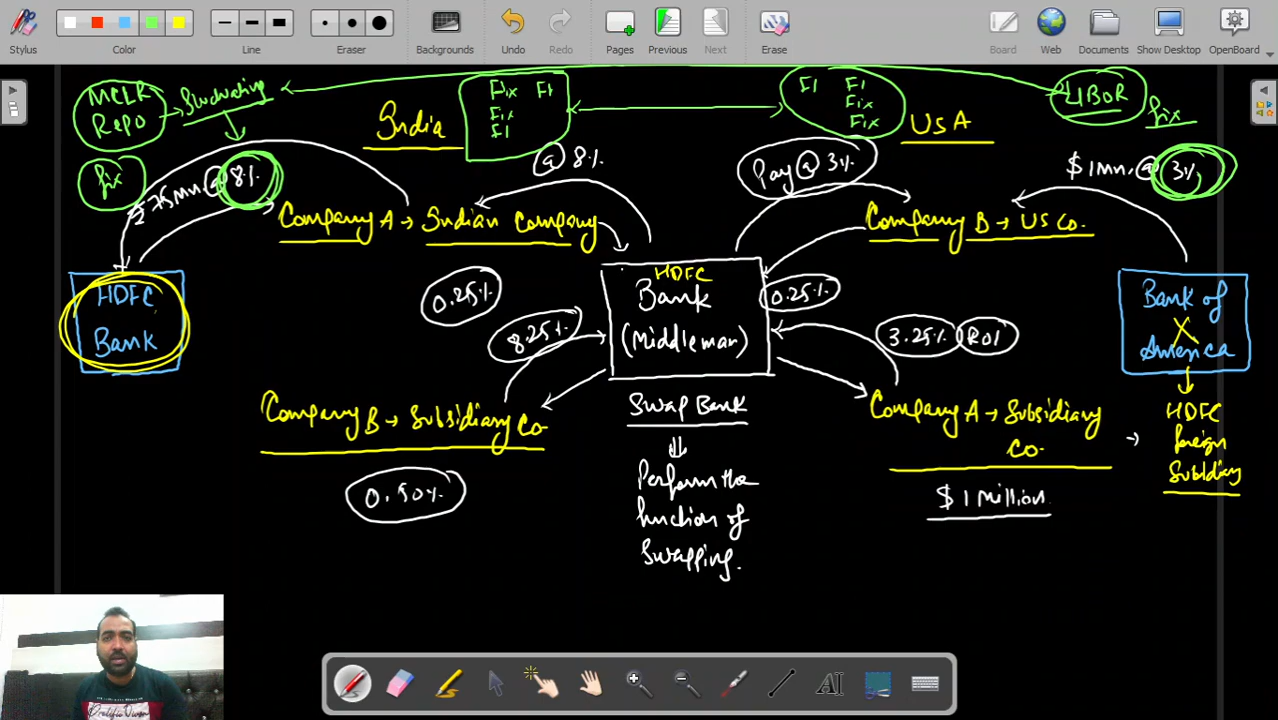 Stylus
Color
Line
Eraser
Backgrounds
Undo
Redo
Pages
Previous
Next
Erase
Board
Web
Documents
Show Desktop
OpenBoard
MCLR
Repo
Fluctuating
Fix Fl
Fix
Fl
Fl Fl
Fix
Fix
LIBOR
fix
India
USA
fix
₹75 mn. @ 8%
@ 8%
Pay @ 3%
$1mn. @ 3%
Company A → Indian Company
Company B → US Co.
HDFC
Bank
HDFC
Bank
(Middleman)
0.25%
0.25%
8.25%
3.25% ROI
Bank of
America
Swap Bank
Company B → Subsidiary Co.
Company A → Subsidiary
Co.
HDFC
foreign
Subsidiary
0.50%
$1 Million
Perform the
function of
Swapping.